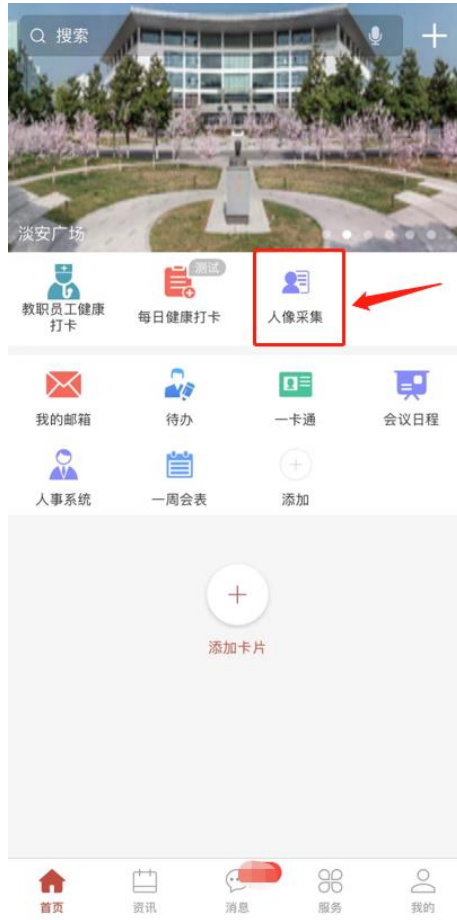 搜索
淡安广场
测试
教职员工健康
打卡
每日健康打卡
人像采集
我的邮箱
待办
一卡通
会议日程
人事系统
一周会表
添加
添加卡片
首页
资讯
消息
服务
我的